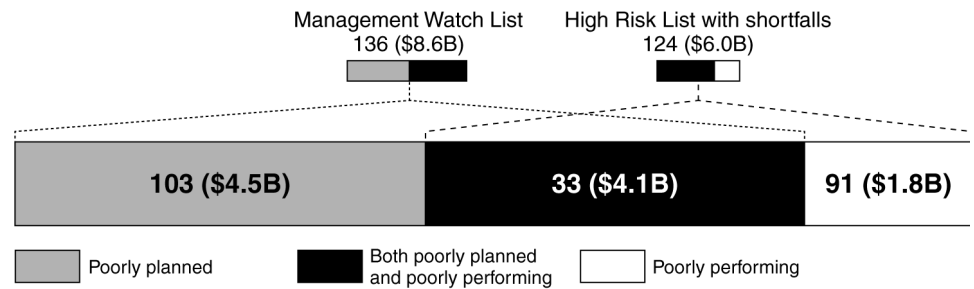 Management Watch List
136 ($8.6B)
High Risk List with shortfalls
124 ($6.0B)
103 ($4.5B)
33 ($4.1B)
91 ($1.8B)
Poorly planned
Both poorly planned
and poorly performing
Poorly performing